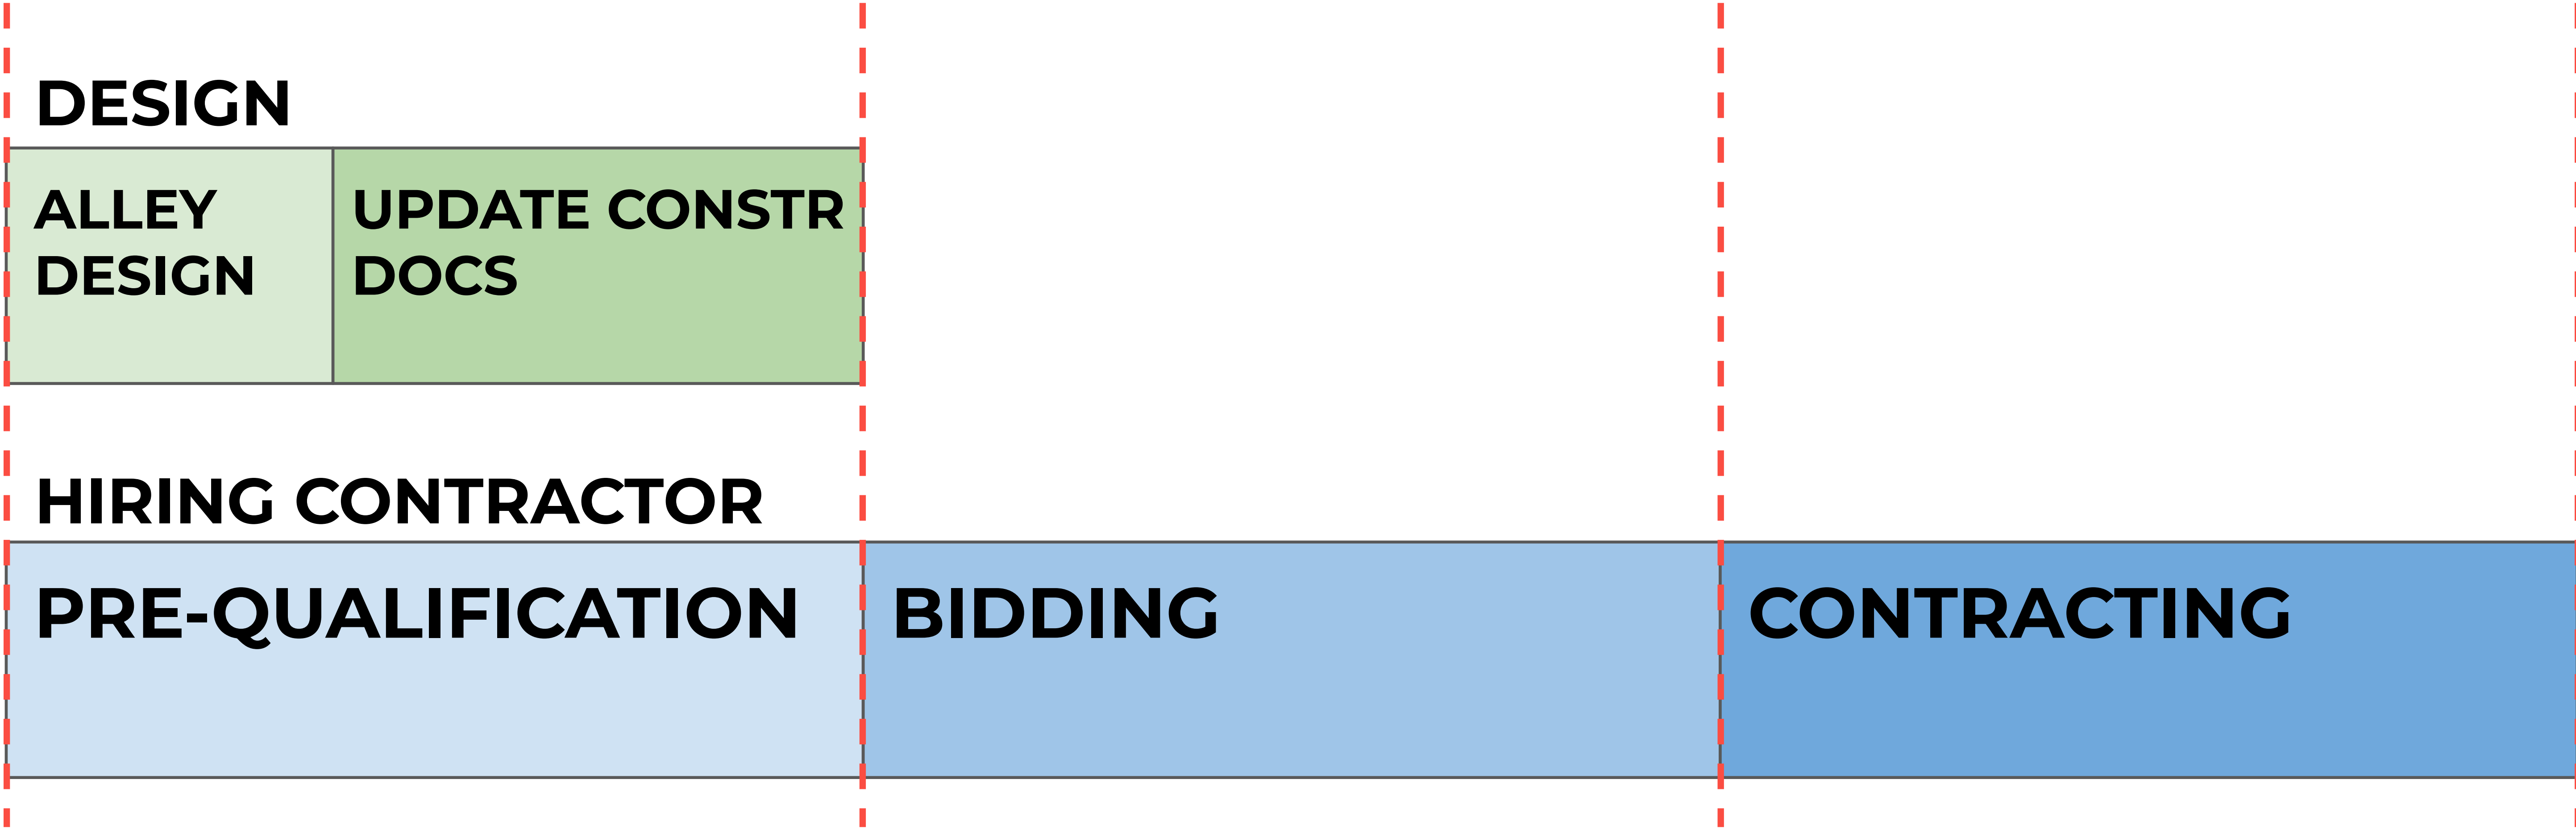 DESIGN
ALLEY
DESIGN
UPDATE CONSTR
DOCS
HIRING CONTRACTOR
PRE-QUALIFICATION
BIDDING
CONTRACTING